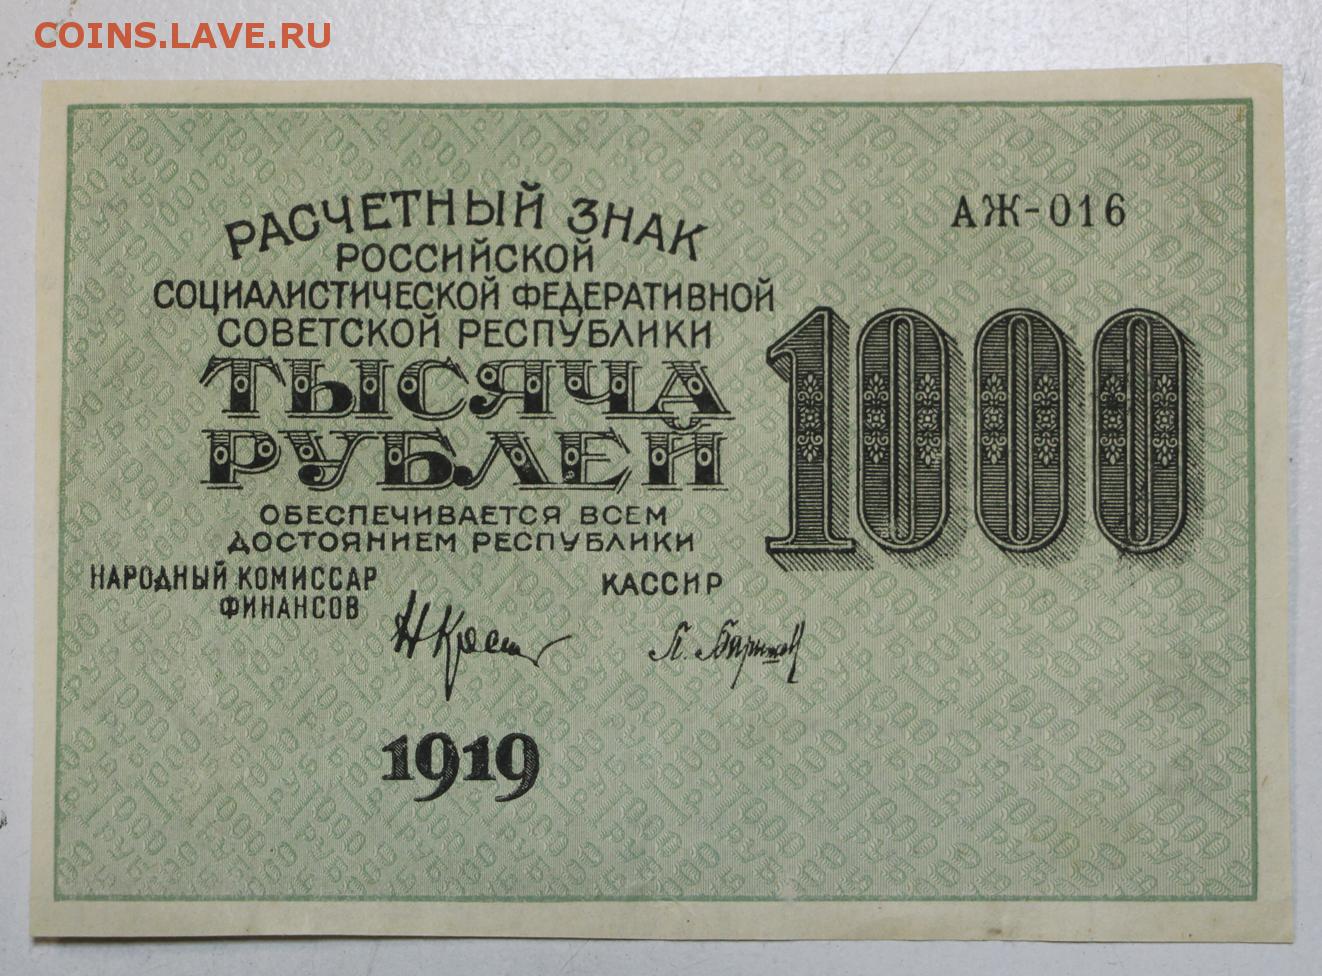 COINS.LAVE.RU
РАСЧЕТНЫЙ ЗНАК
АЖ-016
РОССИЙСКОЙ
СОЦИАЛИСТИЧЕСКОЙ ФЕДЕРАТИВНОЙ
СОВЕТСКОЙ РЕСПУБЛИКИ
ТЫСЯЧА
РУБЛЕЙ
1000
ОБЕСПЕЧИВАЕТСЯ ВСЕМ
ДОСТОЯНИЕМ РЕСПУБЛИКИ
НАРОДНЫЙ КОМИССАР
ФИНАНСОВ
КАССИР
1919